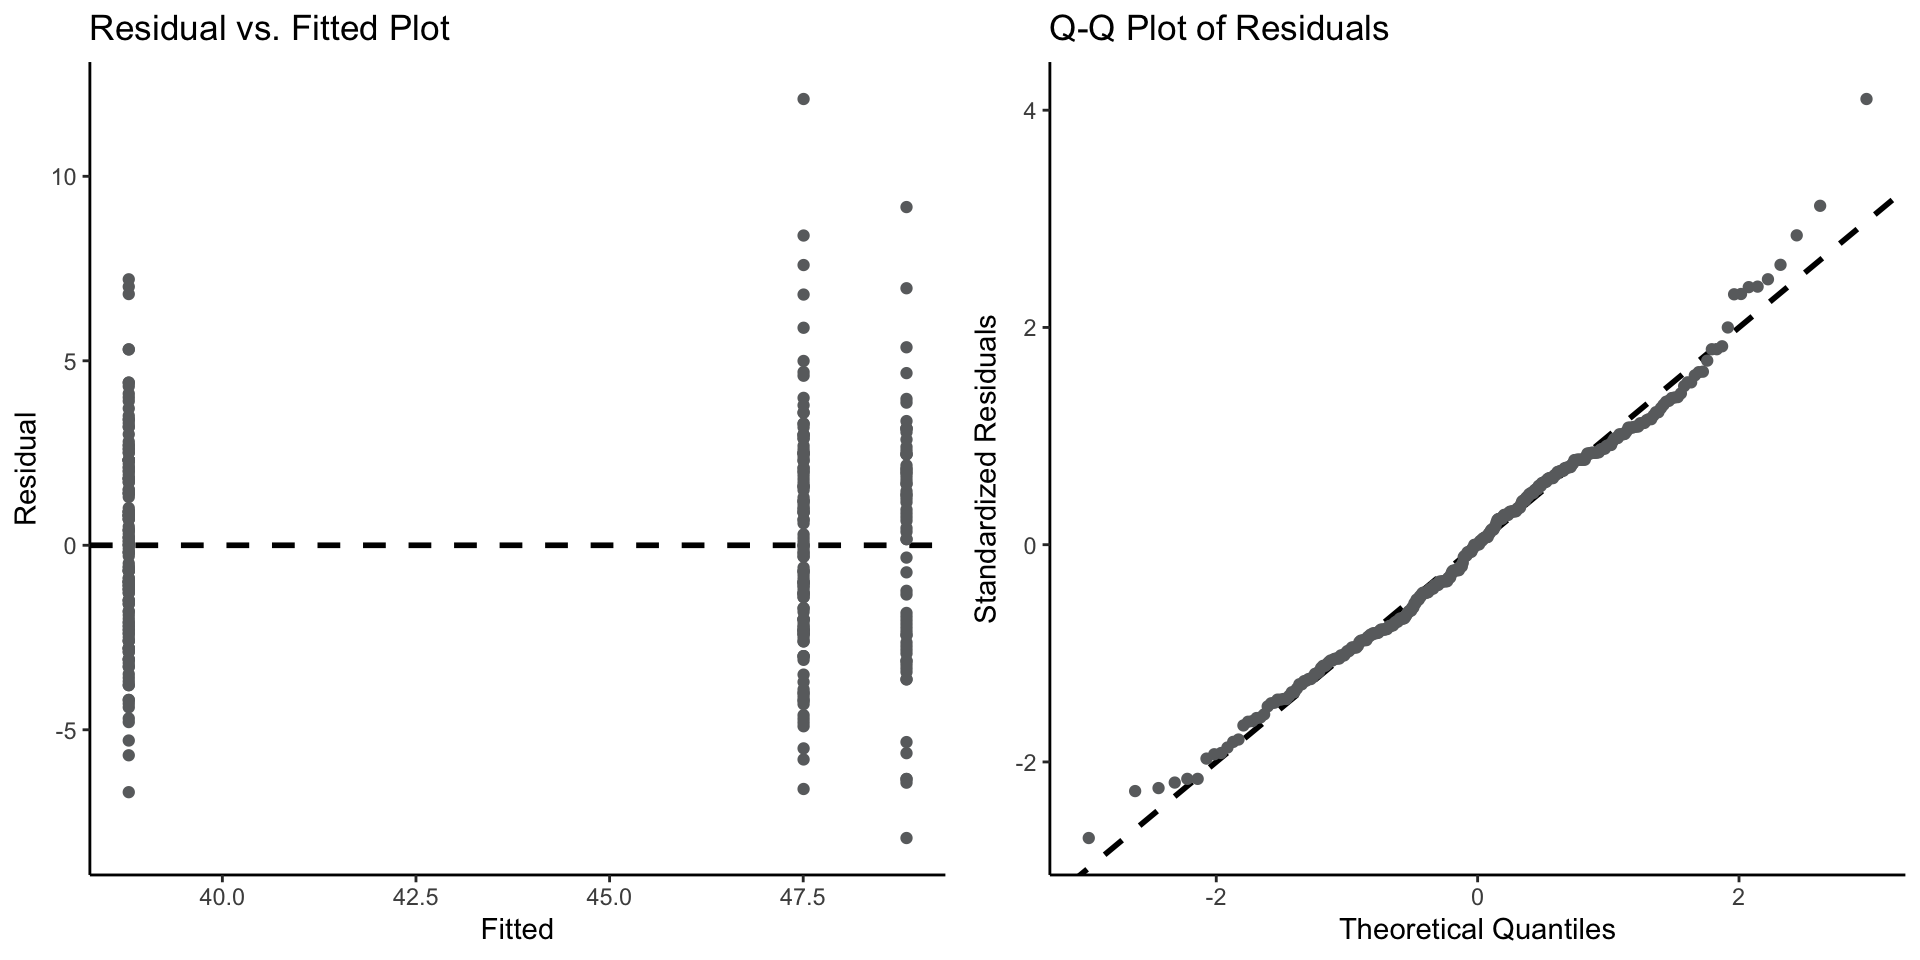 Residual vs. Fitted Plot
10
5
0
-5
Residual
40.0 42.5 45.0 47.5
Fitted
Q-Q Plot of Residuals
4
2
0
-2
Standardized Residuals
-2 0 2
Theoretical Quantiles